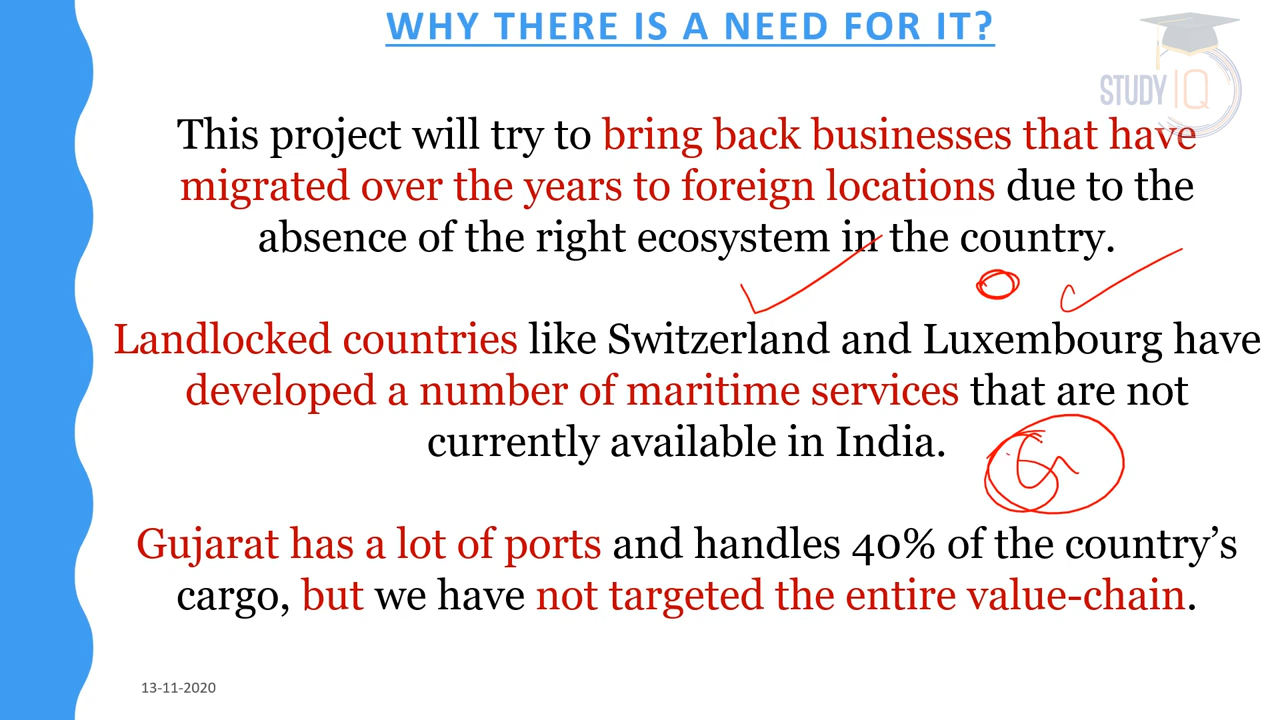 WHY THERE IS A NEED FOR IT?
STUDY IQ
This project will try to bring back businesses that have
migrated over the years to foreign locations due to the
absence of the right ecosystem in the country.
Landlocked countries like Switzerland and Luxembourg have
developed a number of maritime services that are not
currently available in India.
Gujarat has a lot of ports and handles 40% of the country’s
cargo, but we have not targeted the entire value-chain.
13-11-2020